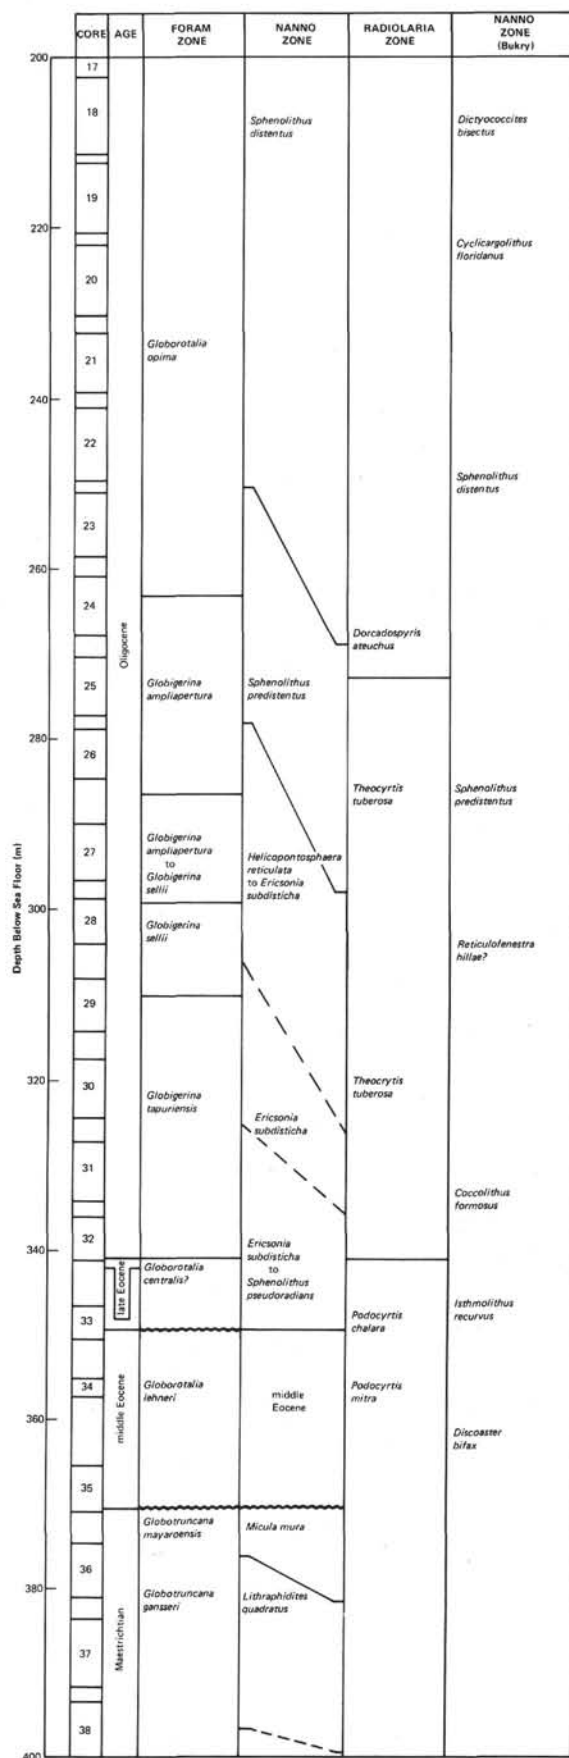 CORE
AGE
FORAM
ZONE
NANNO
ZONE
RADIOLARIA
ZONE
NANNO
ZONE
(Bukry)
200
17
18
Sphenolithus
distentus
Dictyococcites
bisectus
19
220
Cyclicargolithus
floridanus
20
Globorotalia
opima
21
240
22
Sphenolithus
distentus
23
260
24
Oligocene
Dorcadospyris
ateuchus
25
Globigerina
ampliapertura
Sphenolithus
predistentus
280
26
Theocyrtis
tuberosa
Sphenolithus
predistentus
27
Globigerina
ampliapertura
to
Globigerina
sellii
Helicopontosphaera
reticulata
to Ericsonia
subdisticha
Depth Below Sea Floor (m)
300
28
Globigerina
sellii
Reticulofenestra
hillae?
29
320
30
Globigerina
tapuriensis
Theocrytis
tuberosa
Ericsonia
subdisticha
31
Coccolithus
formosus
32
340
Ericsonia
subdisticha
to
Sphenolithus
pseudoradians
late Eocene
Globorotalia
centralis?
33
Podocyrtis
chalara
Isthmolithus
recurvus
34
middle Eocene
Globorotalia
lehneri
middle
Eocene
Podocyrtis
mitra
360
Discoaster
bifax
35
Globotruncana
mayaroensis
Micula mura
36
380
Maestrichtian
Globotruncana
gansseri
Lithraphidites
quadratus
37
38
400